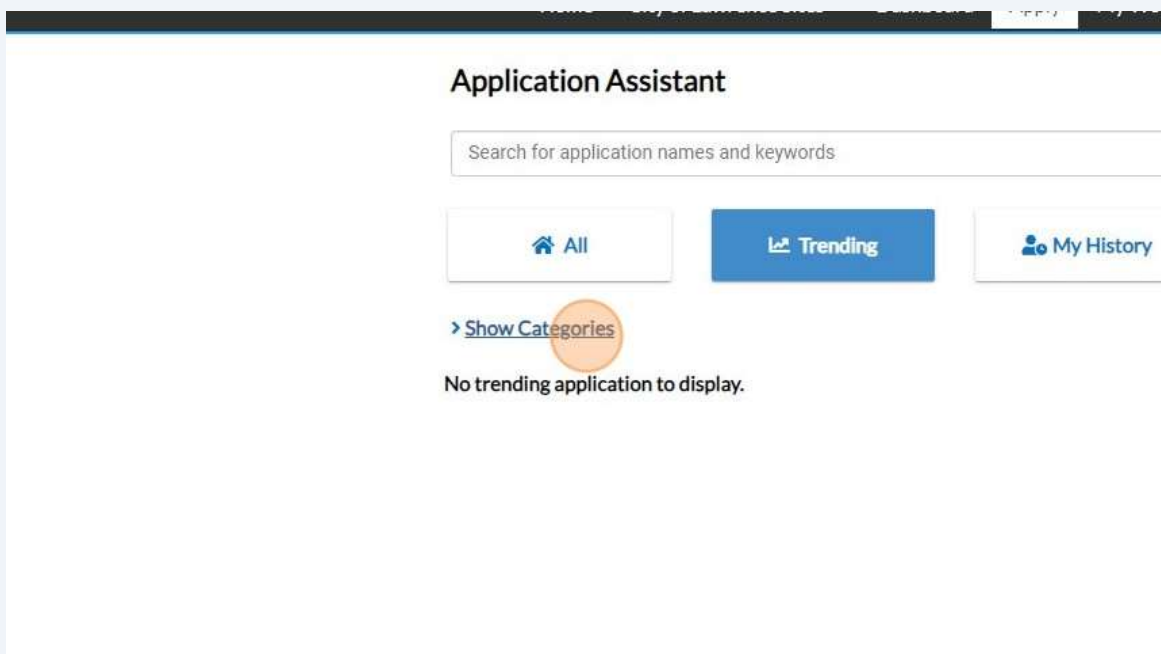 Application Assistant
Search for application names and keywords
All
Trending
My History
Show Categories
No trending application to display.